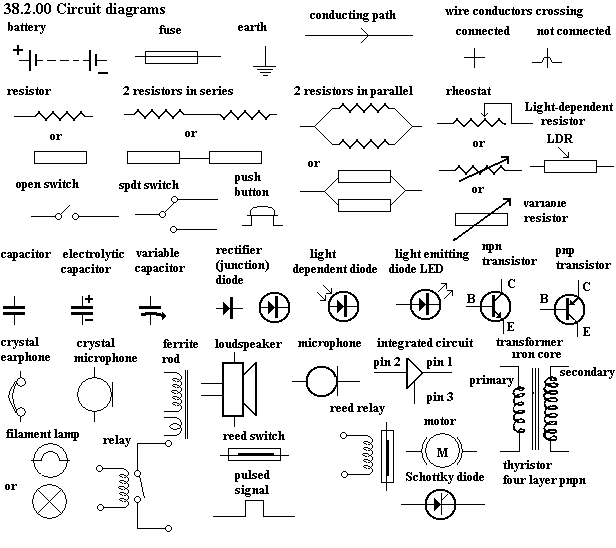 38.2.00 Circuit diagrams
conducting path
wire conductors crossing
battery
fuse
earth
connected
not connected
+
−
resistor
2 resistors in series
2 resistors in parallel
rheostat
Light-dependent
resistor
LDR
or
or
or
or
or
open switch
spdt switch
push
button
variable
resistor
capacitor
electrolytic
capacitor
variable
capacitor
rectifier
(junction)
diode
light
dependent diode
light emitting
diode LED
npn
transistor
pnp
transistor
+
−
B
C
E
B
C
E
crystal
earphone
crystal
microphone
ferrite
rod
loudspeaker
microphone
integrated circuit
pin 2
pin 1
pin 3
transformer
iron core
primary
secondary
filament lamp
or
relay
reed switch
pulsed
signal
reed relay
motor
M
Schottky diode
thyristor
four layer pnpn